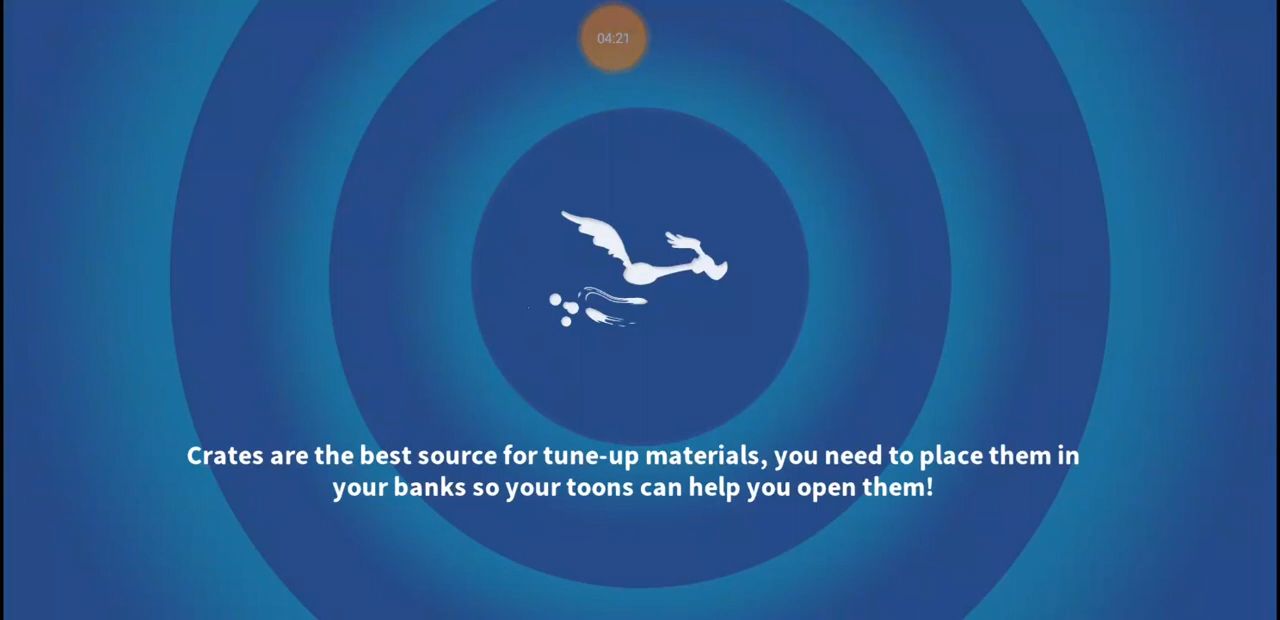 04:21
Crates are the best source for tune-up materials, you need to place them in
your banks so your toons can help you open them!